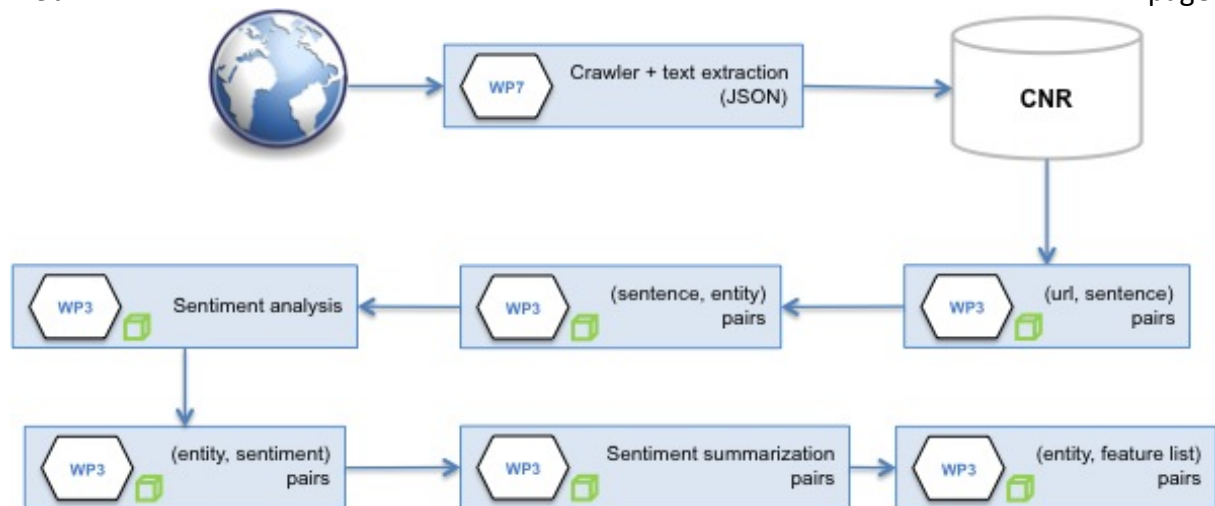 page
WP7
Crawler + text extraction
(JSON)
CNR
WP3
Sentiment analysis
WP3
(sentence, entity)
pairs
WP3
(url, sentence)
pairs
WP3
(entity, sentiment)
pairs
WP3
Sentiment summarization
pairs
WP3
(entity, feature list)
pairs